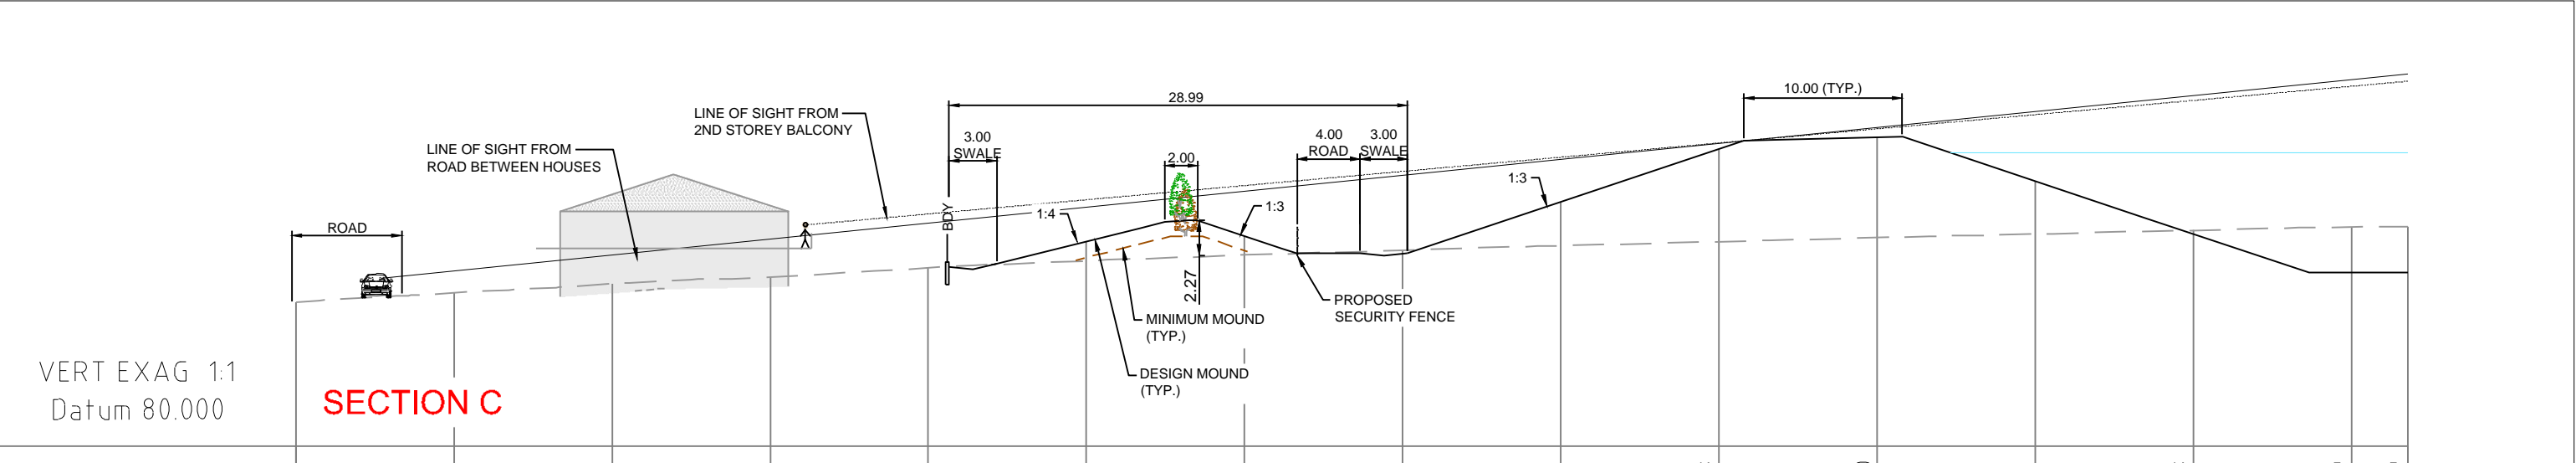 LINE OF SIGHT FROM
2ND STOREY BALCONY
LINE OF SIGHT FROM
ROAD BETWEEN HOUSES
ROAD
28.99
3.00
SWALE
2.00
4.00
ROAD
3.00
SWALE
10.00 (TYP.)
BDY
1:4
1:3
1:3
2.27
PROPOSED
SECURITY FENCE
MINIMUM MOUND
(TYP.)
DESIGN MOUND
(TYP.)
VERT EXAG 1:1
Datum 80.000
SECTION C